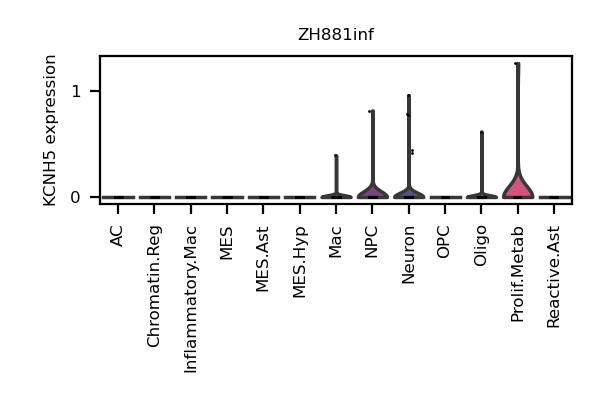 ZH881inf
KCNH5 expression
1
0
AC
Chromatin.Reg
Inflammatory.Mac
MES
MES.Ast
MES.Hyp
Mac
NPC
Neuron
OPC
Oligo
Prolif.Metab
Reactive.Ast